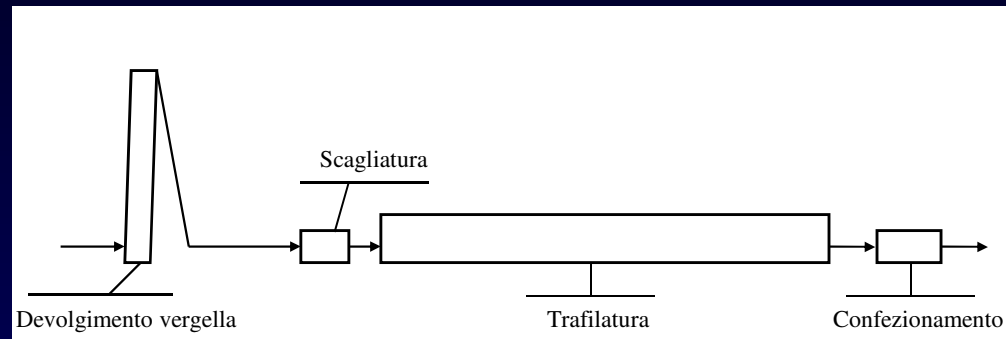 Scagliatura
Devolgimento vergella
Trafilatura
Confezionamento